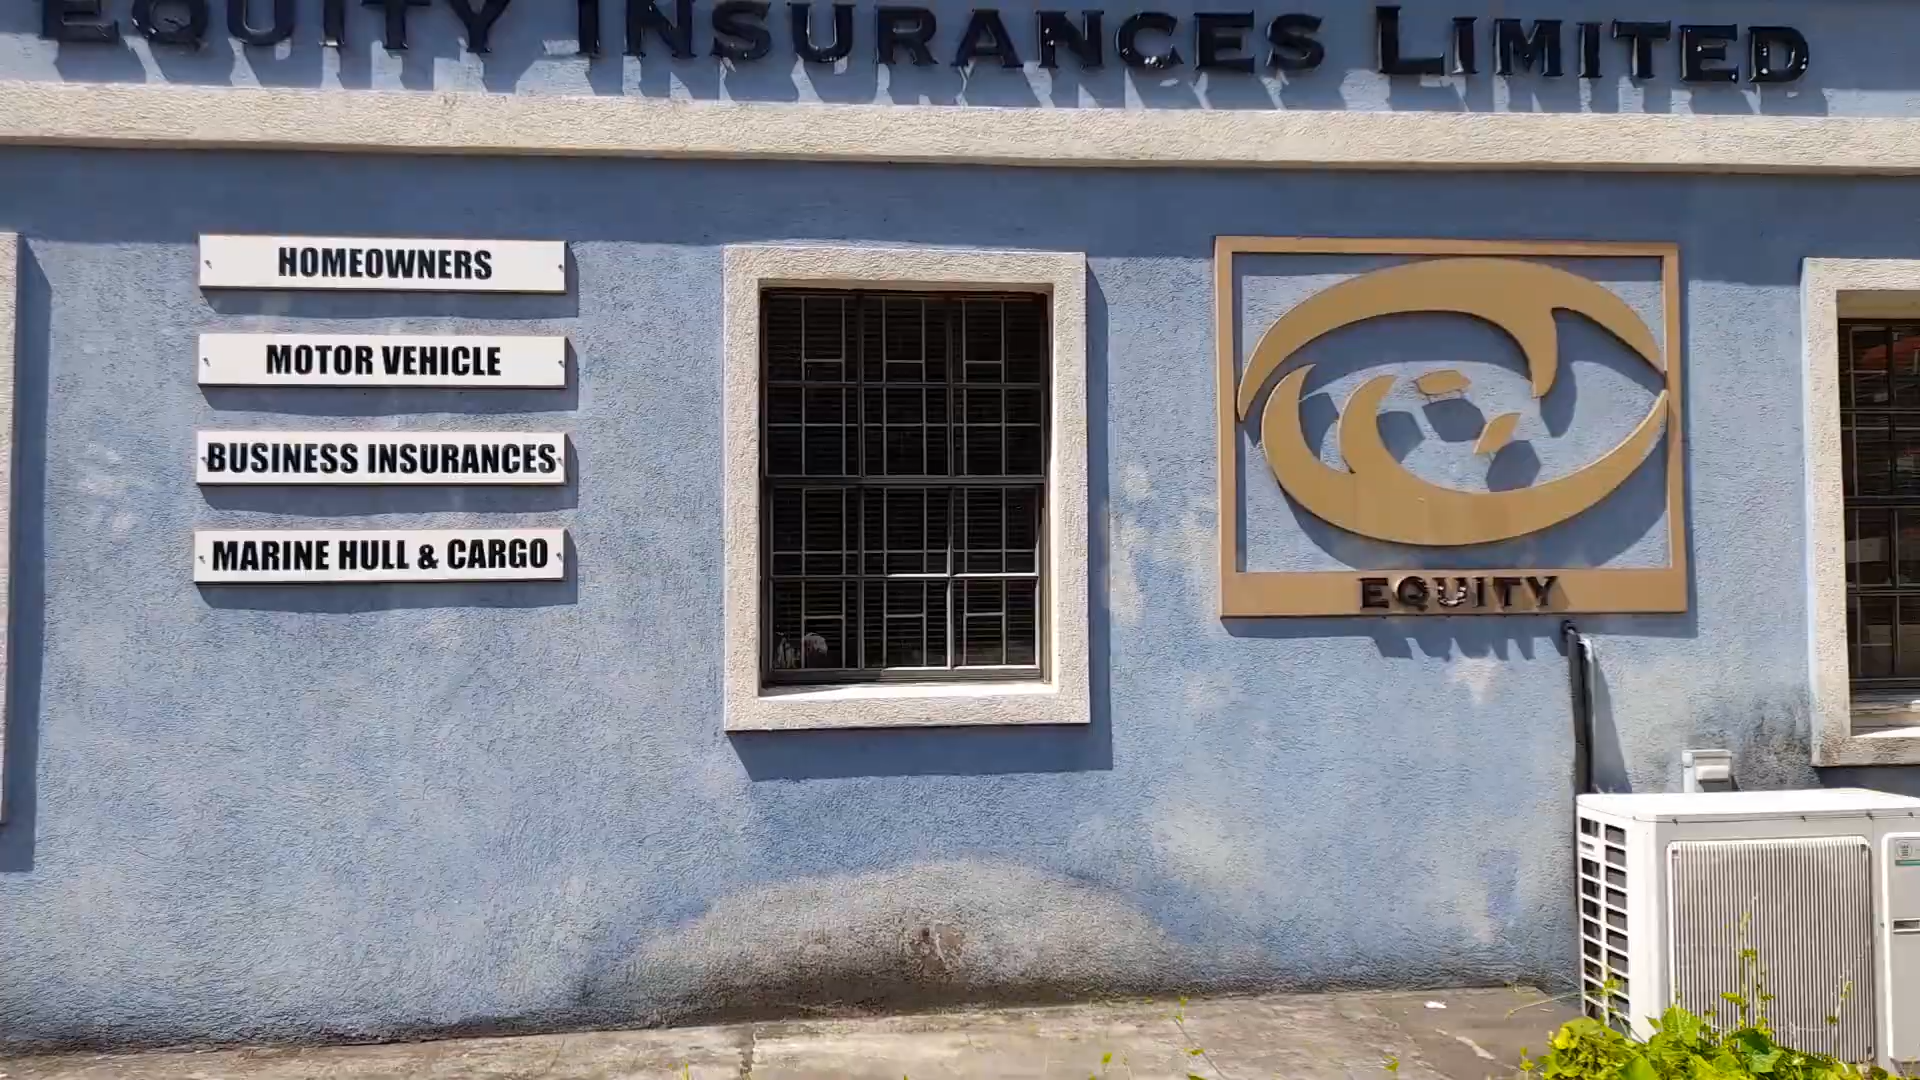 EQUITY INSURANCES LIMITED
HOMEOWNERS
MOTOR VEHICLE
BUSINESS INSURANCES
MARINE HULL & CARGO
EQUITY